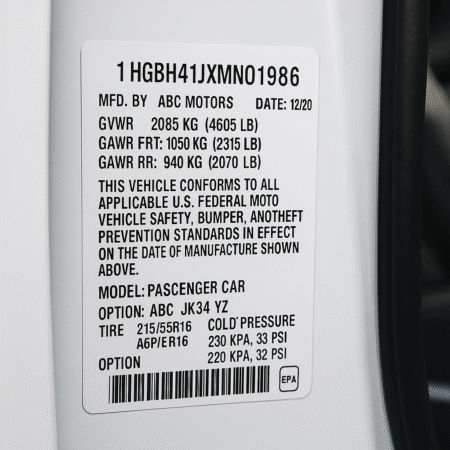 1HGBH41JXMNO1986
MFD. BY ABC MOTORS DATE: 12/20
GVWR 2085 KG (4605 LB)
GAWR FRT: 1050 KG (2315 LB)
GAWR RR: 940 KG (2070 LB)
THIS VEHICLE CONFORMS TO ALL
APPLICABLE U.S. FEDERAL MOTO
VEHICLE SAFETY, BUMPER, ANOTHEFT
PREVENTION STANDARDS IN EFFECT
ON THE DATE OF MANUFACTURE SHOWN
ABOVE.
MODEL: PASCENGER CAR
OPTION: ABC JK34 YZ
TIRE 215/55R16 COLD PRESSURE
A6P/ER16 230 KPA, 33 PSI
OPTION 220 KPA, 32 PSI
EPA